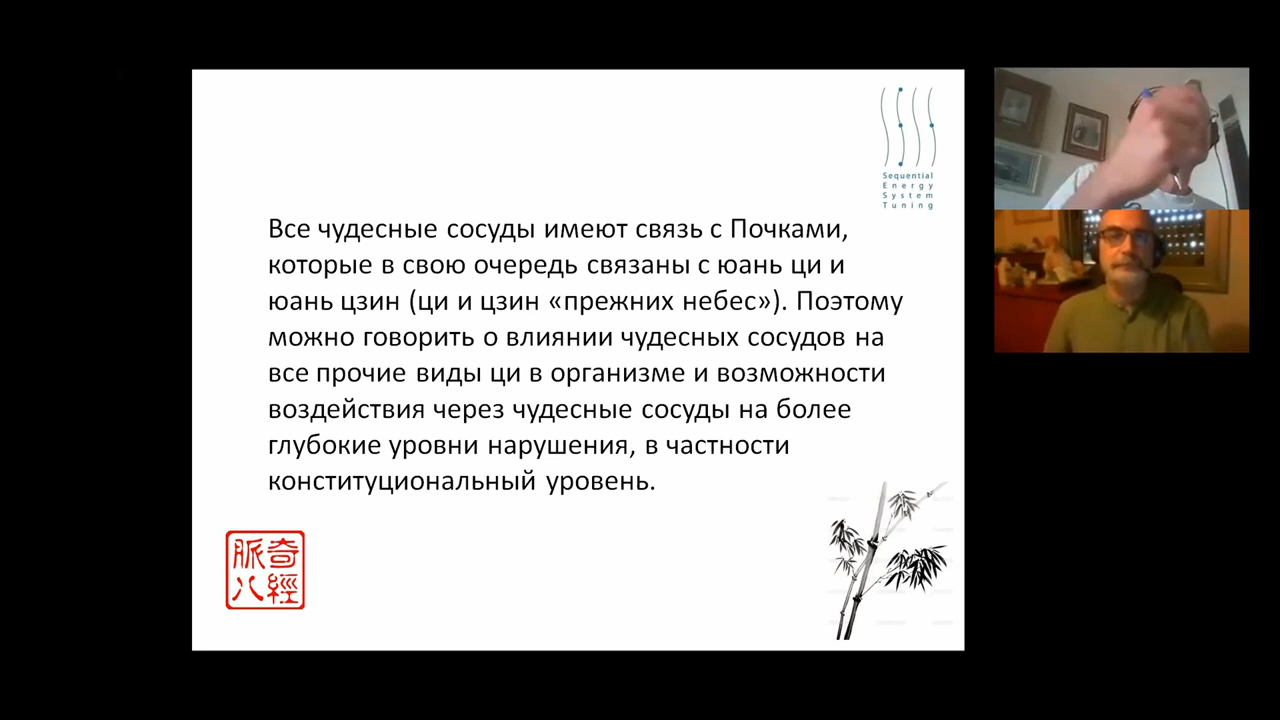 Sequential
Energy
System
Tuning
Все чудесные сосуды имеют связь с Почками,
которые в свою очередь связаны с юань ци и
юань цзин (ци и цзин «прежних небес»). Поэтому
можно говорить о влиянии чудесных сосудов на
все прочие виды ци в организме и возможности
воздействия через чудесные сосуды на более
глубокие уровни нарушения, в частности
конституциональный уровень.
奇經
脈八